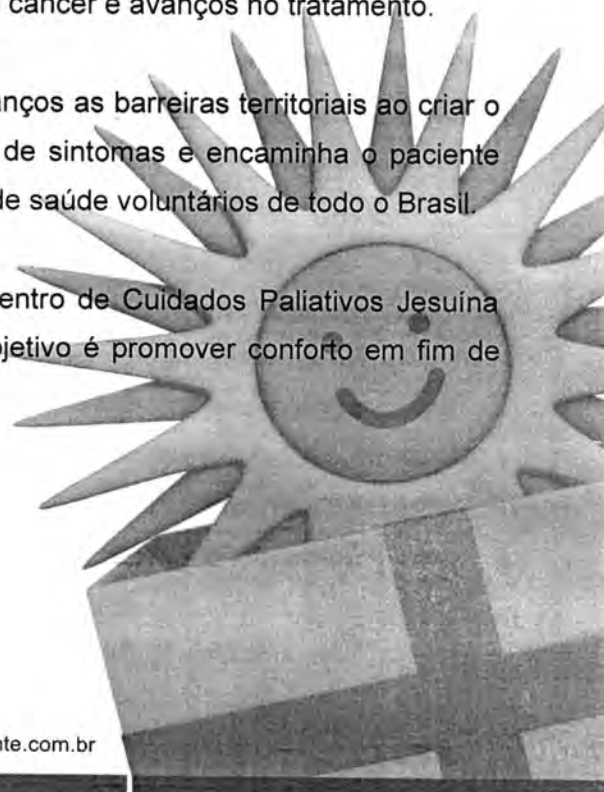 câncer e avanços no tratamento.
nços as barreiras territoriais ao criar o
de sintomas e encaminha o paciente
de saúde voluntários de todo o Brasil.
entro de Cuidados Paliativos Jesuína
bjetivo é promover conforto em fim de
nte.com.br